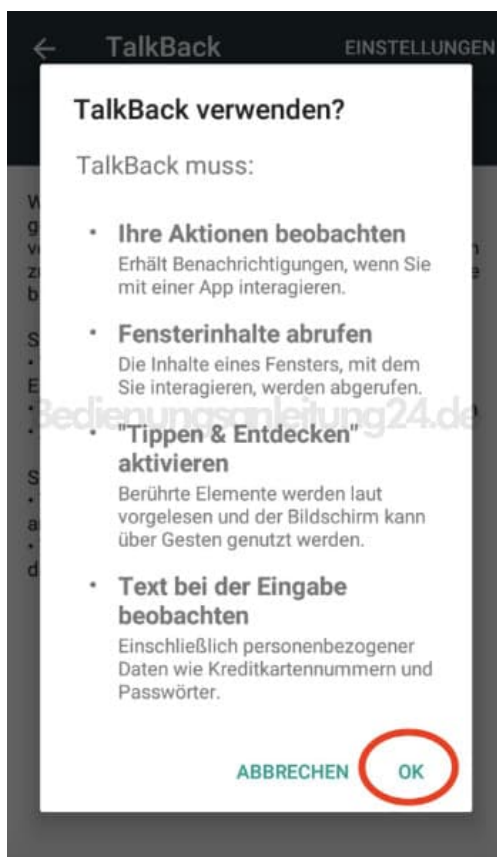 ← TalkBack EINSTELLUNGEN
TalkBack verwenden?
TalkBack muss:
• Ihre Aktionen beobachten
Erhält Benachrichtigungen, wenn Sie
mit einer App interagieren.
• Fensterinhalte abrufen
Die Inhalte eines Fensters, mit dem
Sie interagieren, werden abgerufen.
Bedienungsanleitung24.de
• "Tippen & Entdecken"
aktivieren
Berührte Elemente werden laut
vorgelesen und der Bildschirm kann
über Gesten genutzt werden.
• Text bei der Eingabe
beobachten
Einschließlich personenbezogener
Daten wie Kreditkartennummern und
Passwörter.
ABBRECHEN OK